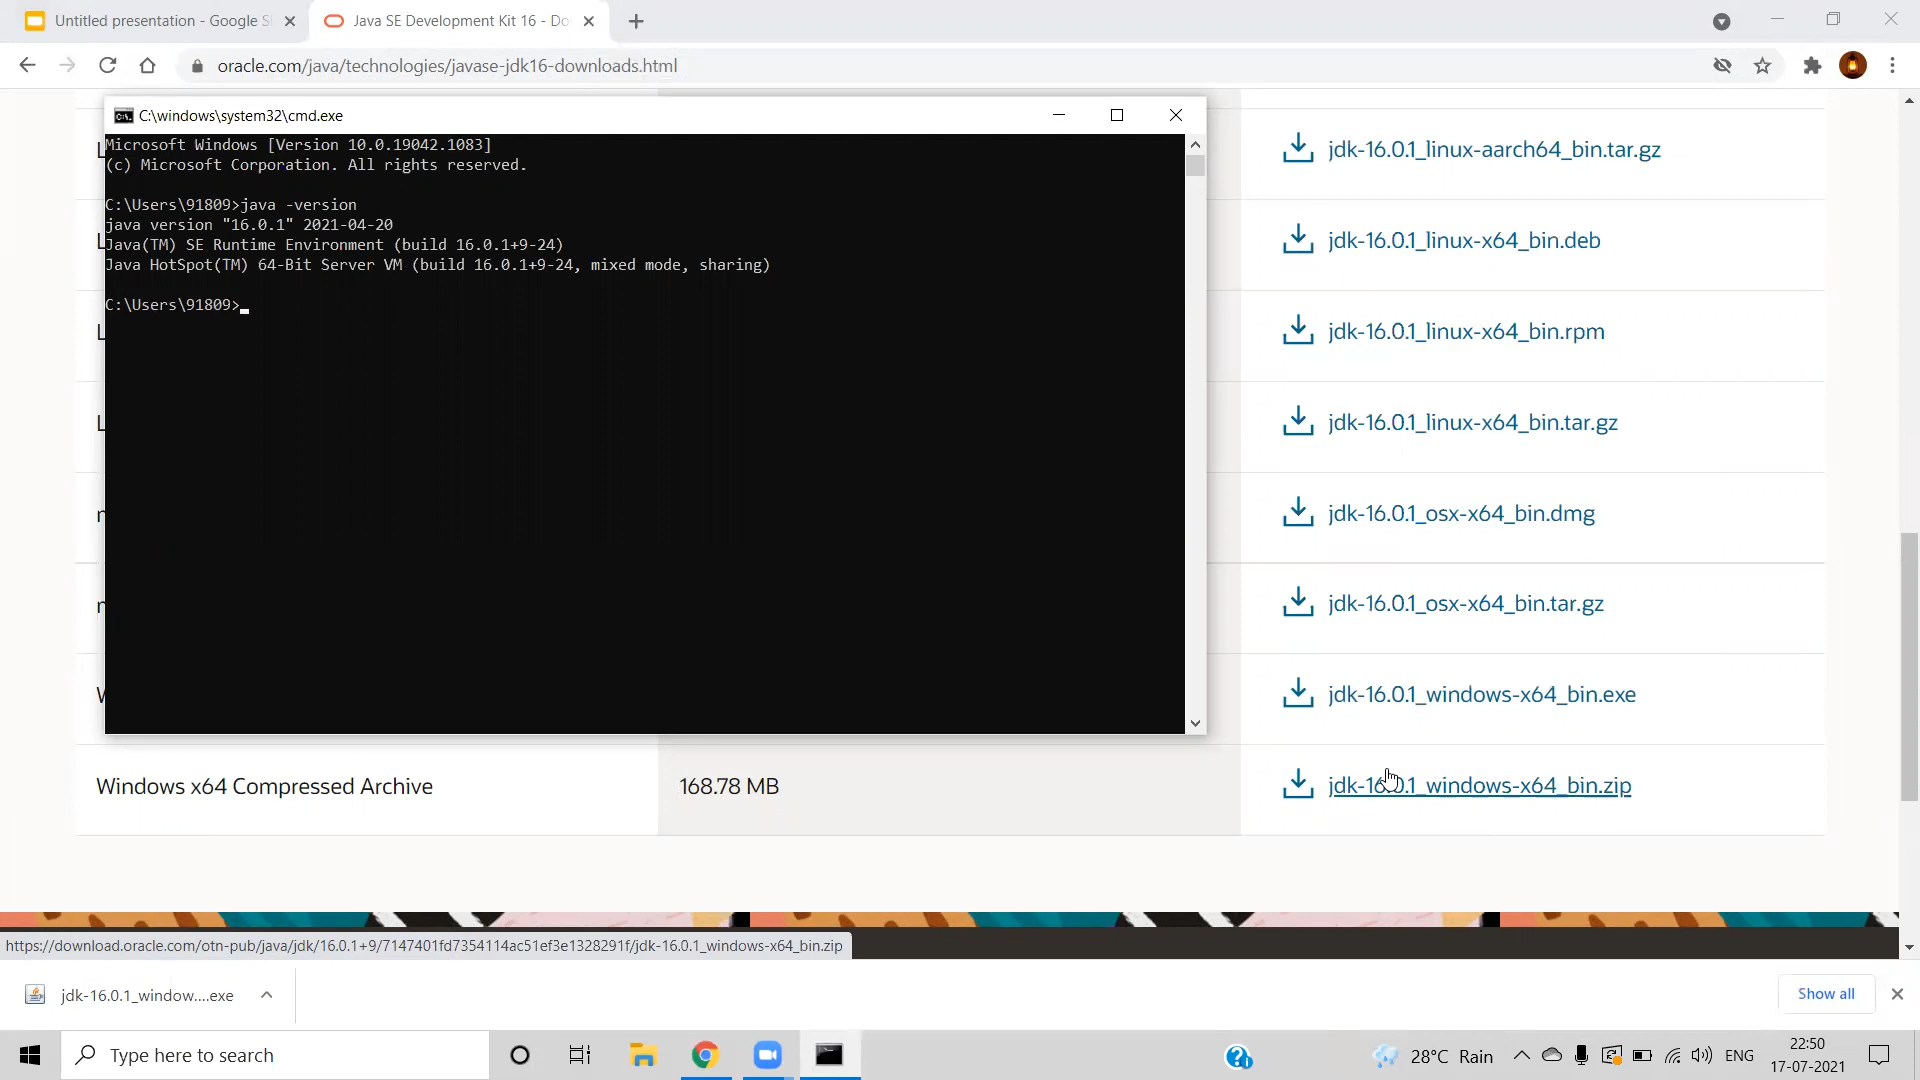 Untitled presentation - Google S
Java SE Development Kit 16 - Do
oracle.com/java/technologies/javase-jdk16-downloads.html
C:\windows\system32\cmd.exe
Microsoft Windows [Version 10.0.19042.1083]
(c) Microsoft Corporation. All rights reserved.
C:\Users\91809>java -version
java version "16.0.1" 2021-04-20
Java(TM) SE Runtime Environment (build 16.0.1+9-24)
Java HotSpot(TM) 64-Bit Server VM (build 16.0.1+9-24, mixed mode, sharing)
C:\Users\91809>
jdk-16.0.1_linux-aarch64_bin.tar.gz
jdk-16.0.1_linux-x64_bin.deb
jdk-16.0.1_linux-x64_bin.rpm
jdk-16.0.1_linux-x64_bin.tar.gz
jdk-16.0.1_osx-x64_bin.dmg
jdk-16.0.1_osx-x64_bin.tar.gz
jdk-16.0.1_windows-x64_bin.exe
Windows x64 Compressed Archive
168.78 MB
jdk-16.0.1_windows-x64_bin.zip
https://download.oracle.com/otn-pub/java/jdk/16.0.1+9/7147401fd7354114ac51ef3e1328291f/jdk-16.0.1_windows-x64_bin.zip
jdk-16.0.1_window....exe
Show all
Type here to search
28°C Rain
ENG
22:50
17-07-2021